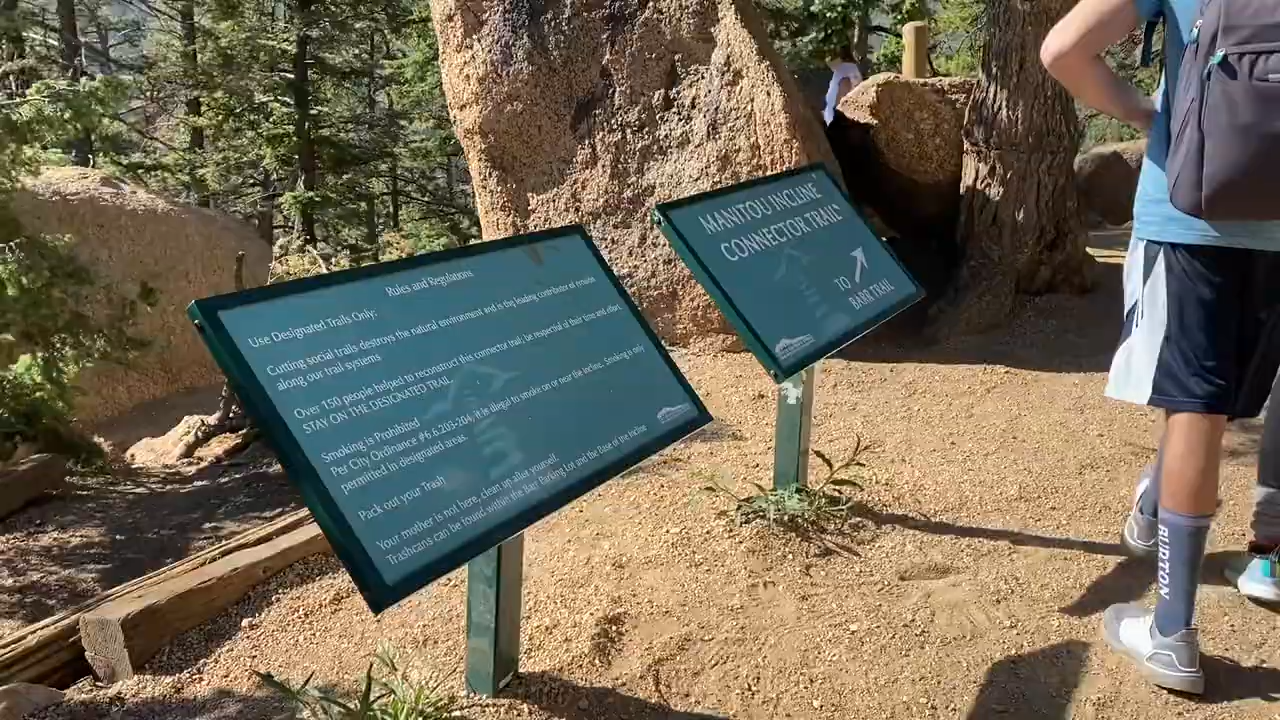 Rules and Regulations
Use Designated Trails Only:
Cutting social trails destroys the natural environment and is the leading contributor of erosion
along our trail systems
Over 150 people helped to reconstruct this connector trail; be respectful of their time and effort.
STAY ON THE DESIGNATED TRAIL.
Smoking is Prohibited
Per City Ordinance #6.6.203-204, it is illegal to smoke on or near the Incline. Smoking is only
permitted in designated areas.
Pack out your Trash
Your mother is not here, clean up after yourself.
Trashcans can be found within the Barr Parking Lot and the Base of the Incline
MANITOU INCLINE
CONNECTOR TRAIL
TO
BARR TRAIL
BURTON